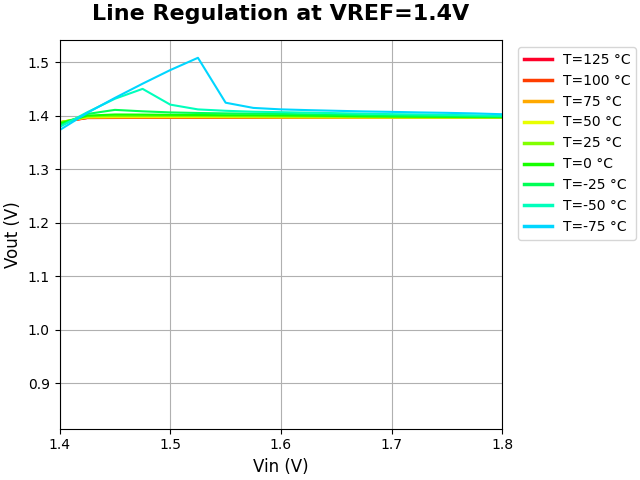 Line Regulation at VREF=1.4V
1.5
1.4
1.3
1.2
1.1
1.0
0.9
Vout (V)
1.4
1.5
1.6
1.7
1.8
Vin (V)
T=125 °C
T=100 °C
T=75 °C
T=50 °C
T=25 °C
T=0 °C
T=-25 °C
T=-50 °C
T=-75 °C